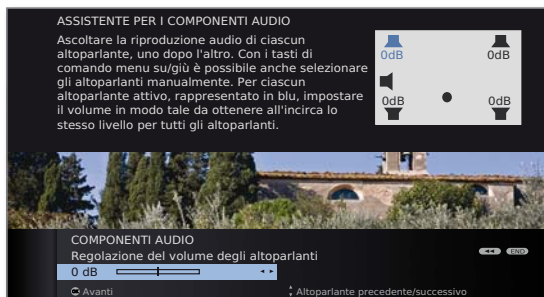 ASSISTENTE PER I COMPONENTI AUDIO
Ascoltare la riproduzione audio di ciascun
altoparlante, uno dopo l'altro. Con i tasti di
comando menu su/giù è possibile anche selezionare
gli altoparlanti manualmente. Per ciascun
altoparlante attivo, rappresentato in blu, impostare
il volume in modo tale da ottenere all'incirca lo
stesso livello per tutti gli altoparlanti.
0dB 0dB
0dB 0dB
COMPONENTI AUDIO
Regolazione del volume degli altoparlanti
END
0 dB
OK Avanti
Altoparlante precedente/successivo